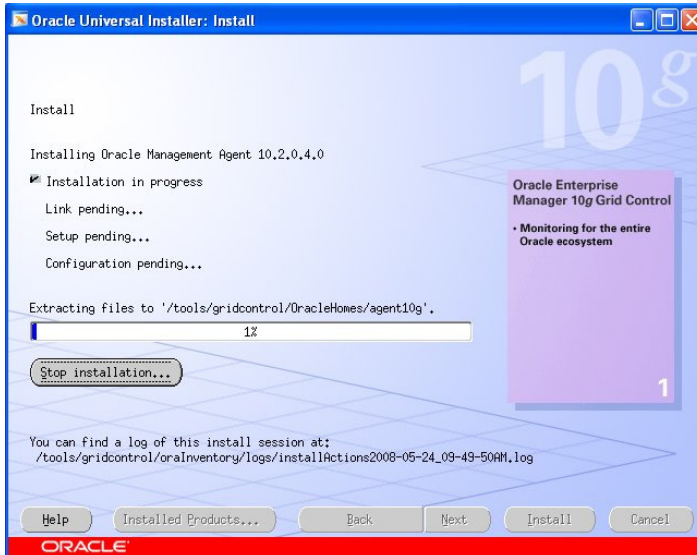 Oracle Universal Installer: Install
10g
Install
Installing Oracle Management Agent 10.2.0.4.0
Installation in progress
Link pending...
Setup pending...
Configuration pending...
Extracting files to '/tools/gridcontrol/OracleHomes/agent10g'.
1%
Stop installation...
Oracle Enterprise
Manager 10g Grid Control
• Monitoring for the entire
Oracle ecosystem
1
You can find a log of this install session at:
/tools/gridcontrol/oraInventory/logs/installActions2008-05-24_09-49-50AM.log
Help
Installed Products...
Back
Next
Install
Cancel
ORACLE